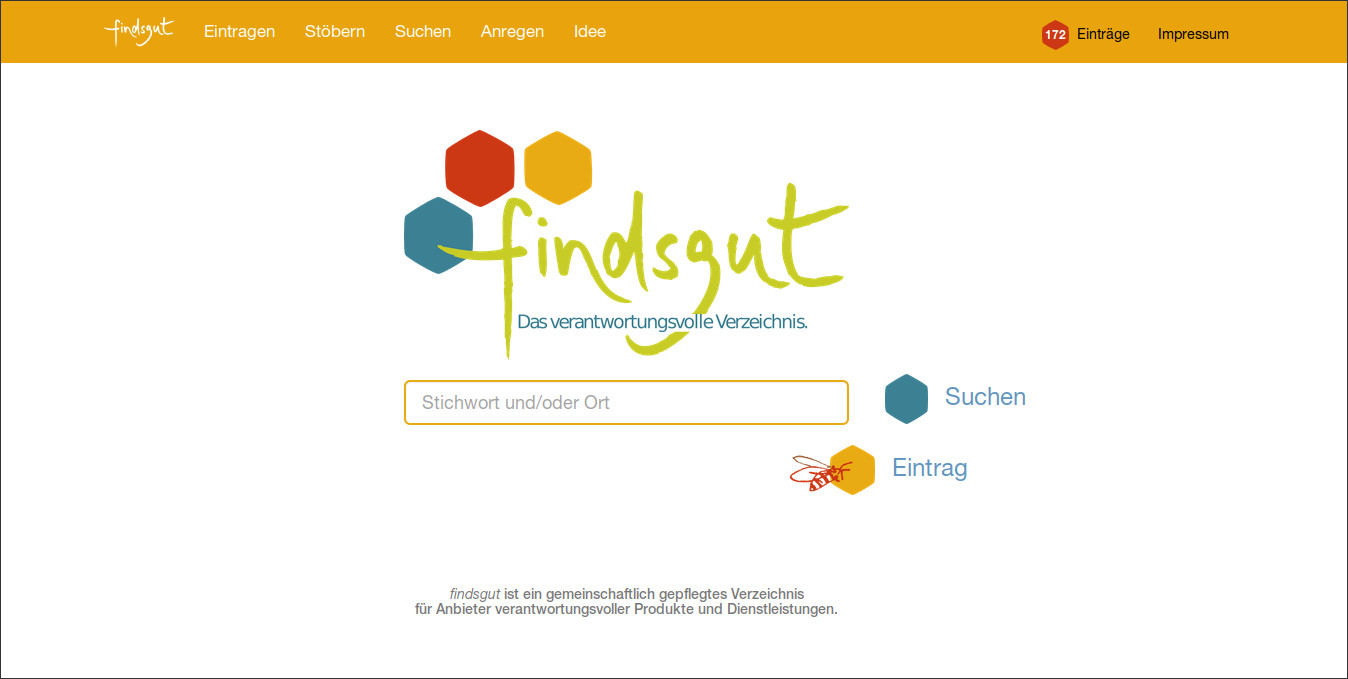 findsgut Eintragen Stöbern Suchen Anregen Idee 172 Einträge Impressum
findsgut
Das verantwortungsvolle Verzeichnis.
Stichwort und/oder Ort Suchen
Eintrag
findsgut ist ein gemeinschaftlich gepflegtes Verzeichnis
für Anbieter verantwortungsvoller Produkte und Dienstleistungen.